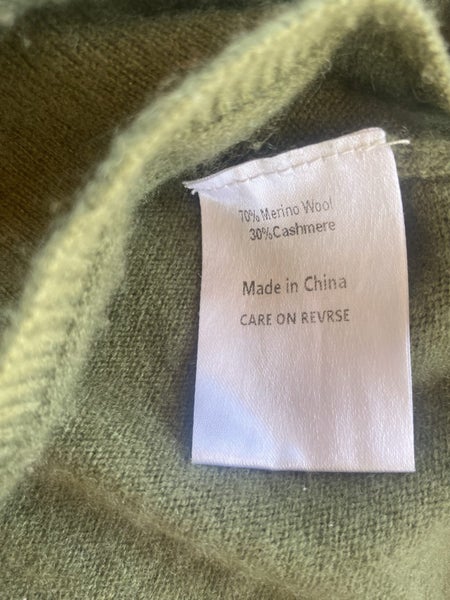 70% Merino Wool
30%Cashmere
Made in China
CARE ON REVRSE